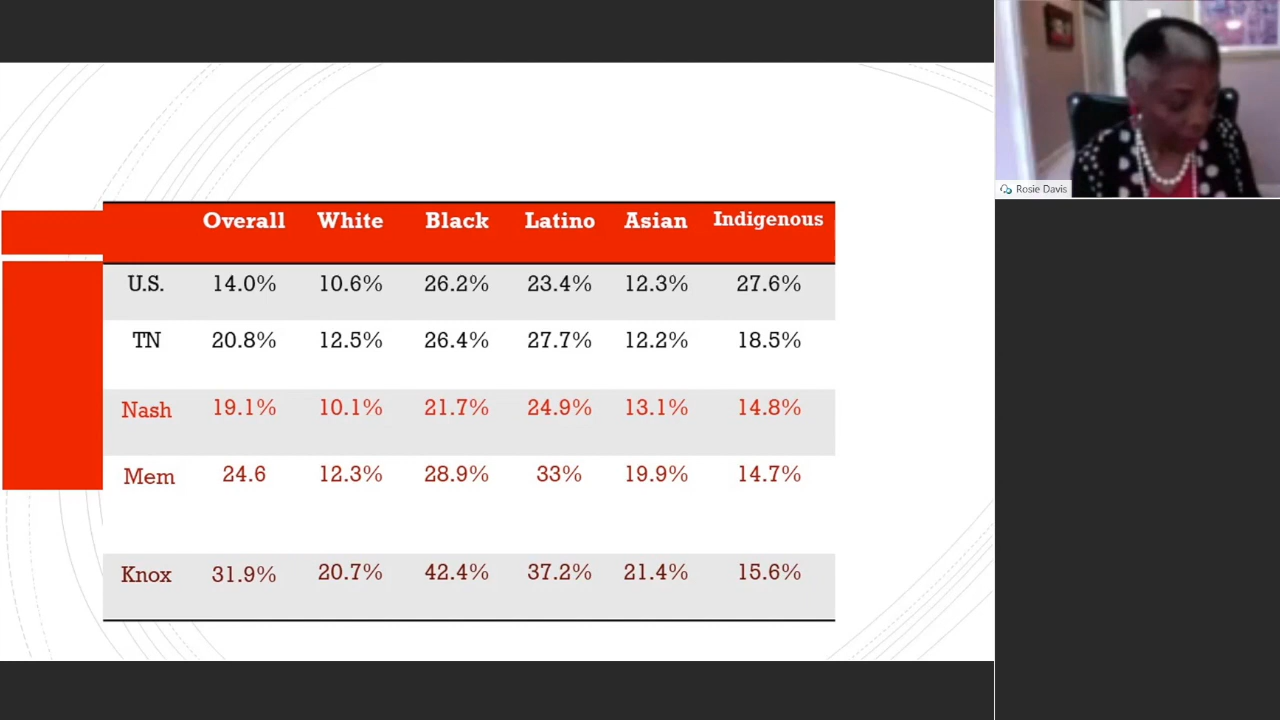 Overall White Black Latino Asian Indigenous
U.S. 14.0% 10.6% 26.2% 23.4% 12.3% 27.6%
TN 20.8% 12.5% 26.4% 27.7% 12.2% 18.5%
Nash 19.1% 10.1% 21.7% 24.9% 13.1% 14.8%
Mem 24.6 12.3% 28.9% 33% 19.9% 14.7%
Knox 31.9% 20.7% 42.4% 37.2% 21.4% 15.6%
Rosie Davis